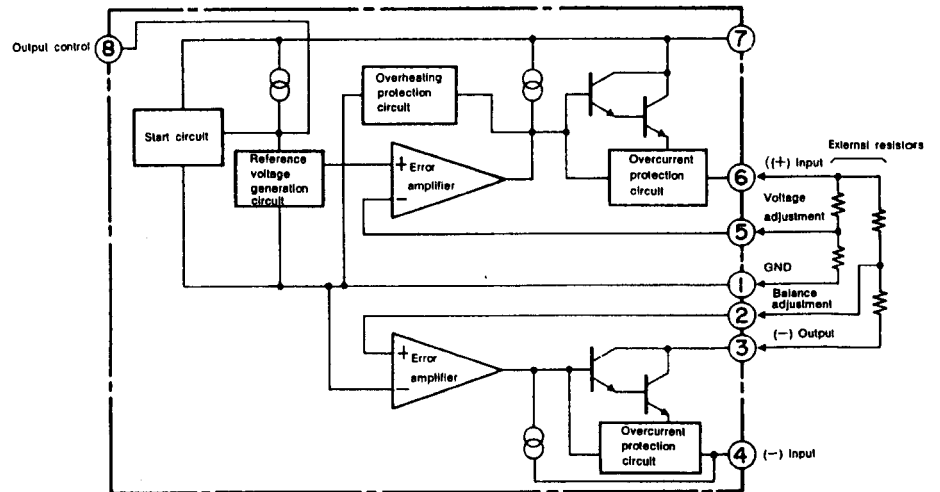 Output control
8
7
Overheating
protection
circuit
Start circuit
Reference
voltage
generation
circuit
+ Error
amplifier
−
Overcurrent
protection
circuit
External resistors
6
((+) Input
Voltage
adjustment
5
GND
1
Balance
adjustment
2
(−) Output
3
+ Error
amplifier
−
Overcurrent
protection
circuit
4
(−) Input